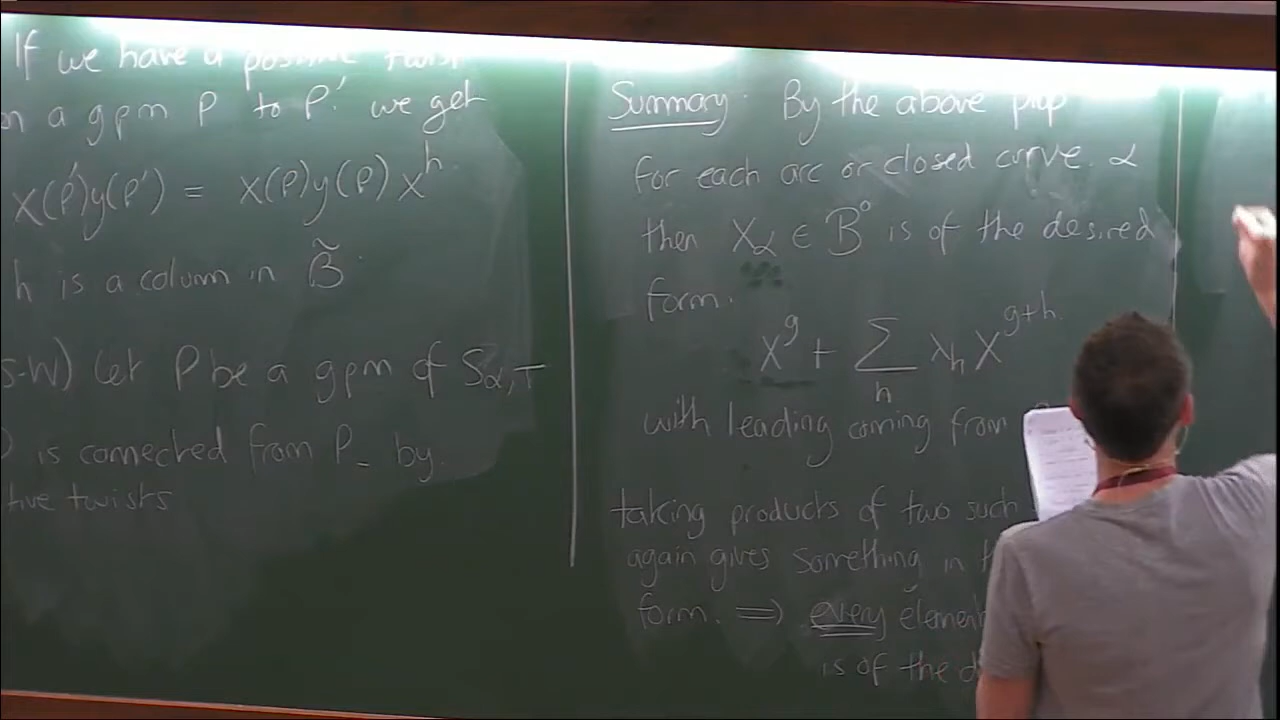 If we have a positive twist
a gpm P to P' we get
x(P')y(P') = x(P)y(P) x^h.
h is a column in B̃.
S-W) Let P be a gpm of S_α,T
is connected from P_- by
tive twists
Summary. By the above prop
for each arc or closed curve. α
then X_α ∈ B° is of the desired
form.
x^g + Σ_h λ_h x^{g+h}.
with leading coming from
taking products of two such
again gives something in
form. ⟹ every element
is of the